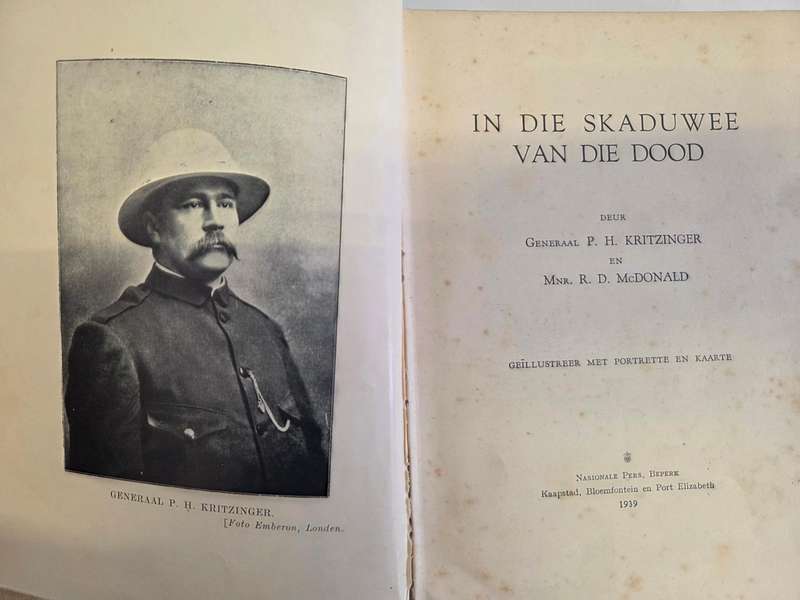 GENERAAL P. H. KRITZINGER.
[Foto Emberon, Londen.
IN DIE SKADUWEE
VAN DIE DOOD
DEUR
GENERAAL P. H. KRITZINGER
EN
MNR. R. D. McDONALD
GEÏLLUSTREER MET PORTRETTE EN KAARTE
NASIONALE PERS, BEPERK
Kaapstad, Bloemfontein en Port Elizabeth
1939